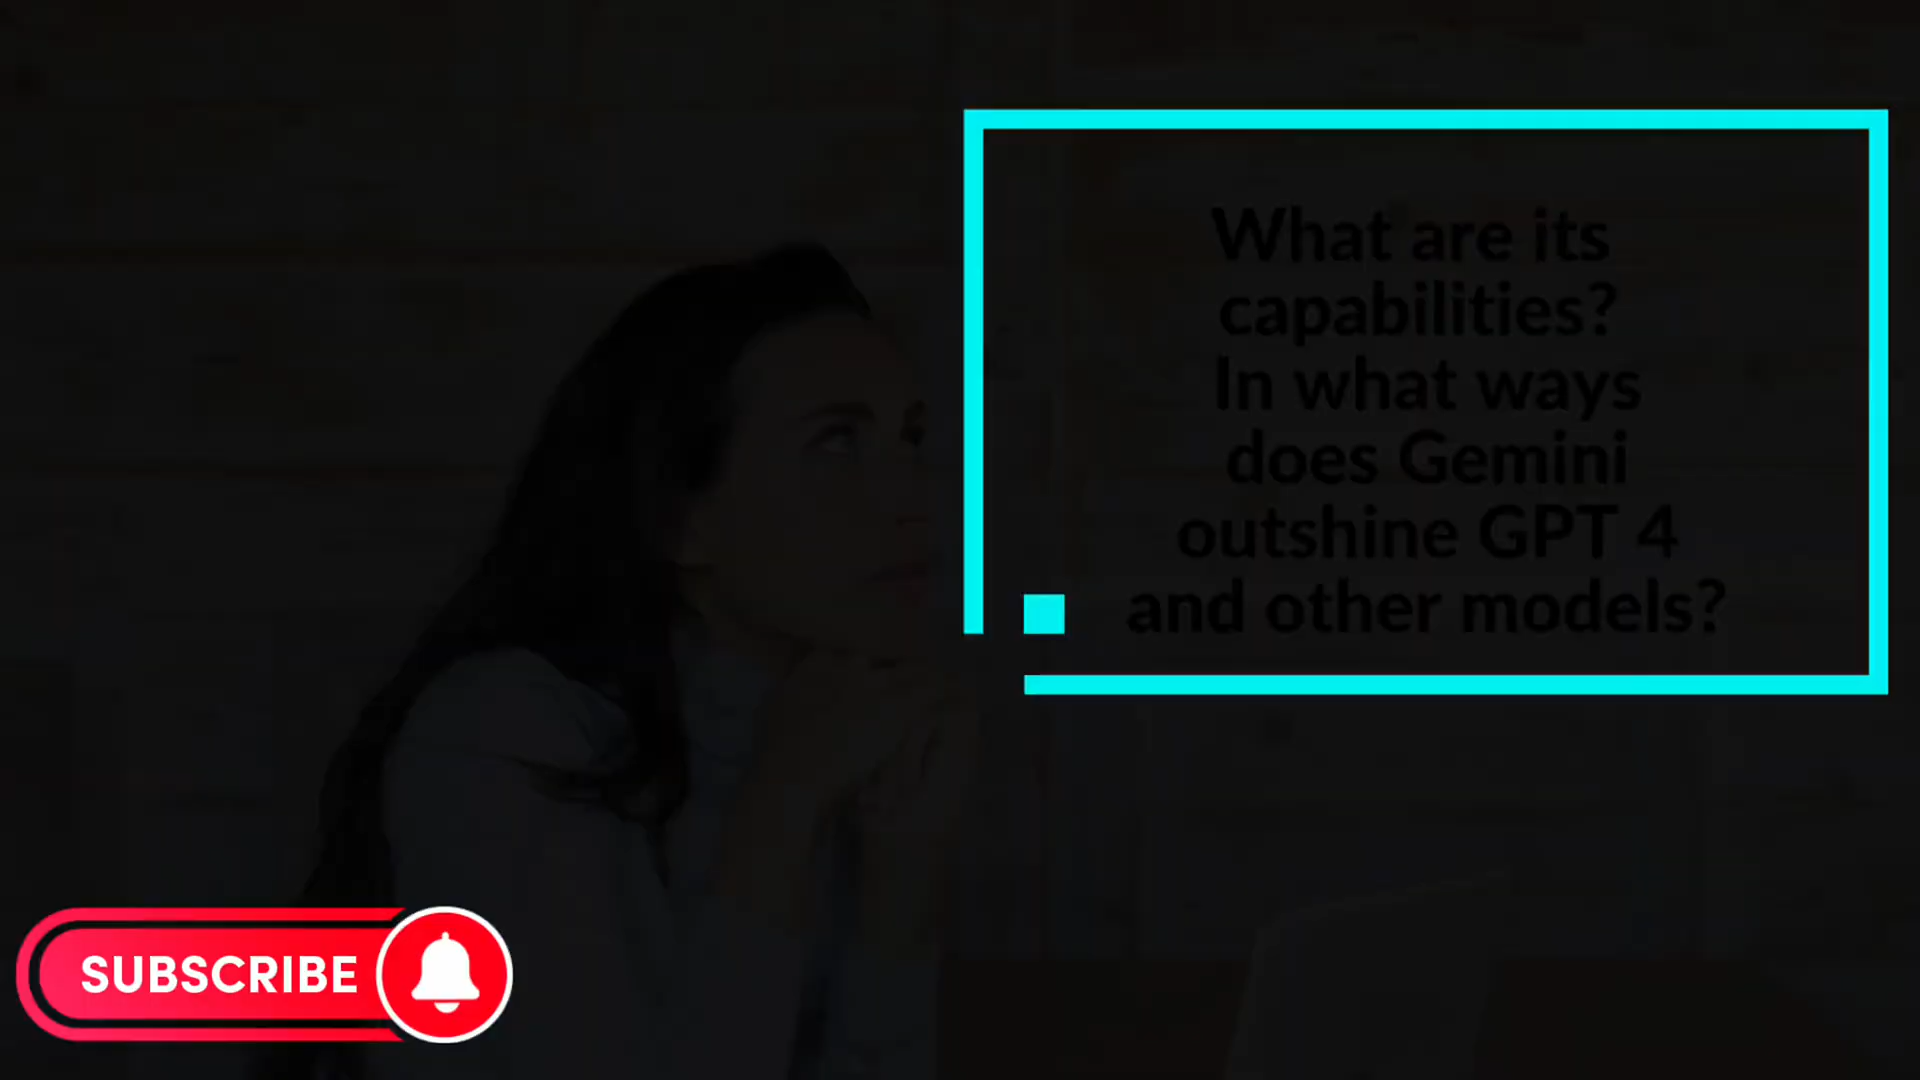 What are its
capabilities?
In what ways
does Gemini
outshine GPT 4
and other models?
SUBSCRIBE